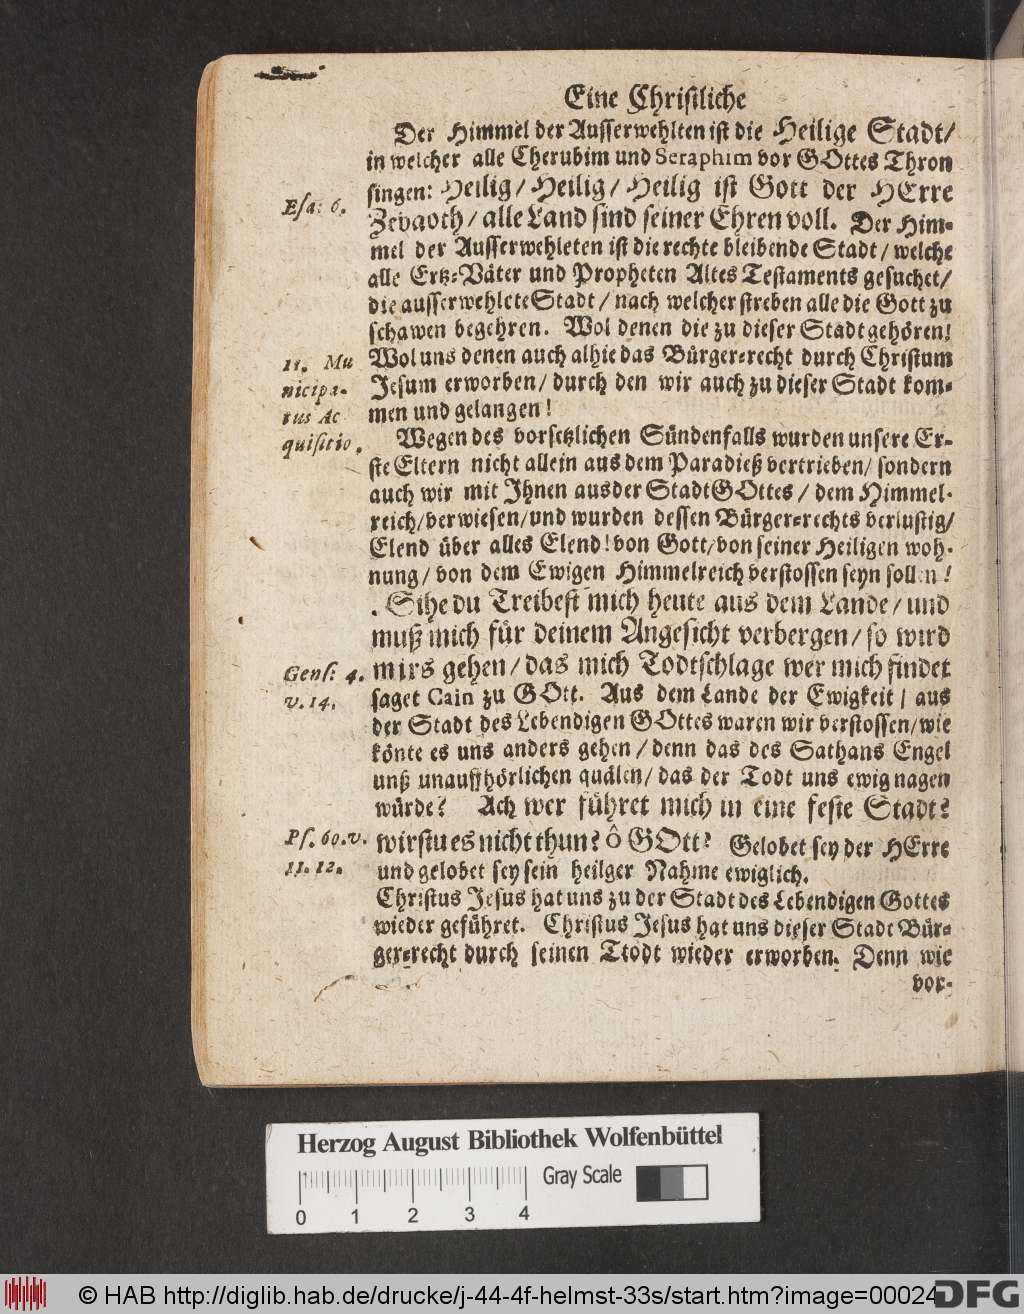 Eine Christliche
Der Himmel der Ausserwehlten ist die Heilige Stadt/
in welcher alle Cherubim und Seraphim vor GOttes Thron
Esa: 6.
singen: Heilig/ Heilig/ Heilig ist Gott der HErre
Zebaoth/ alle Land sind seiner Ehren voll. Der Him-
mel der Ausserwehleten ist die rechte bleibende Stadt/ welche
alle Ertz-Väter und Propheten Altes Testaments gesuchet/
die ausserwehlete Stadt/ nach welcher streben alle die Gott zu
schawen begehren. Wol denen die zu dieser Stadt gehören!
11. Mu
nicipa-
tus Ac
quisitio.
Wol uns denen auch alhie das Bürger-recht durch Christum
Jesum erworben/ durch den wir auch zu dieser Stadt kom-
men und gelangen!
Wegen des vorsetzlichen Sündenfalls wurden unsere Er-
ste Eltern nicht allein aus dem Paradieß vertrieben/ sondern
auch wir mit Ihnen aus der Stadt GOttes/ dem Himmel-
reich/ verwiesen/ und wurden dessen Bürger-rechts verlustig/
Elend über alles Elend! von Gott/ von seiner Heiligen woh-
nung/ von dem Ewigen Himmelreich verstossen seyn sollen!
. Sihe du Treibest mich heute aus dem Lande/ und
muß mich für deinem Angesicht verbergen/ so wird
Gens: 4.
v. 14.
mirs gehen/ das mich Todtschlage wer mich findet
saget Cain zu GOtt. Aus dem Lande der Ewigkeit/ aus
der Stadt des Lebendigen GOttes waren wir verstossen/ wie
könte es uns anders gehen/ denn das des Sathans Engel
unß unauffhörlichen quälen/ das der Todt uns ewig nagen
würde? Ach wer führet mich in eine feste Stadt?
Ps. 60. v.
11. 12.
wirstu es nicht thun? ô GOtt? Gelobet sey der HErre
und gelobet sey sein heilger Nahme ewiglich.
Christus Jesus hat uns zu der Stadt des Lebendigen Gottes
wieder geführet. Christus Jesus hat uns dieser Stadt Bür-
ger-recht durch seinen Ttodt wieder erworben. Denn wie
vor-
Herzog August Bibliothek Wolfenbüttel
Gray Scale
0 1 2 3 4
© HAB http://diglib.hab.de/drucke/j-44-4f-helmst-33s/start.htm?image=00024
DFG